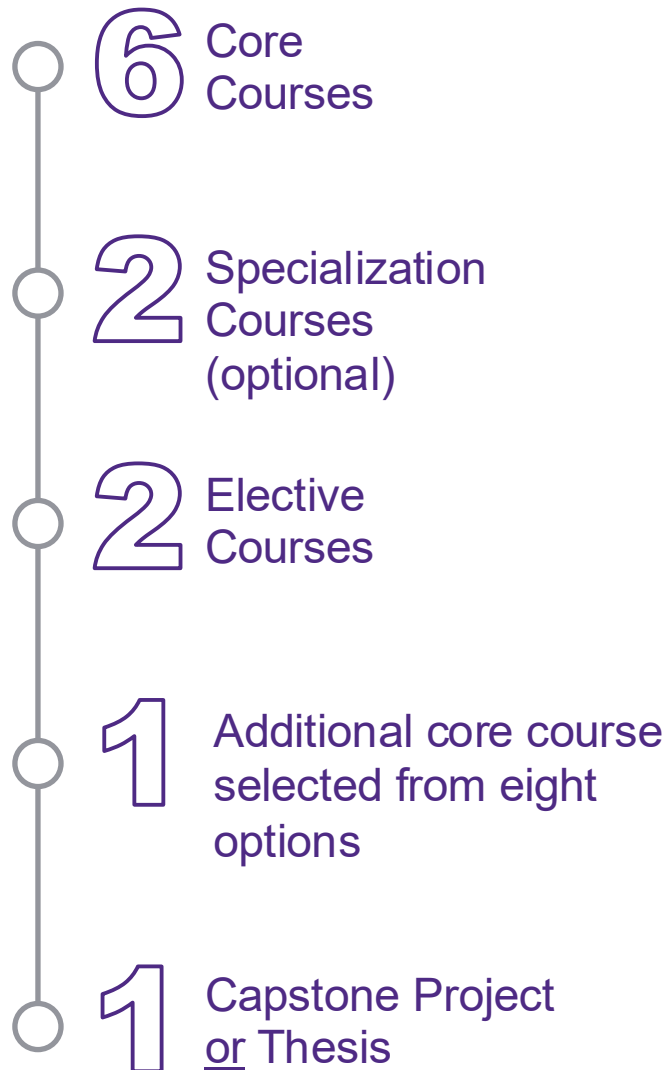 6 Core
Courses
2 Specialization
Courses
(optional)
2 Elective
Courses
1 Additional core course
selected from eight
options
1 Capstone Project
or Thesis